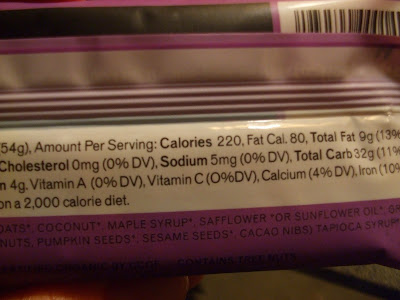 (54g), Amount Per Serving: Calories 220, Fat Cal. 80, Total Fat 9g (13%
Cholesterol 0mg (0% DV), Sodium 5mg (0% DV), Total Carb 32g (11%
4g, Vitamin A (0% DV), Vitamin C (0%DV), Calcium (4% DV), Iron (10%
on a 2,000 calorie diet.
OATS*, COCONUT*, MAPLE SYRUP*, SAFFLOWER *OR SUNFLOWER OIL*,
NUTS, PUMPKIN SEEDS*, SESAME SEEDS*, CACAO NIBS) TAPIOCA SYRUP*
ORGANIC BY CONTAINS TREE NUTS